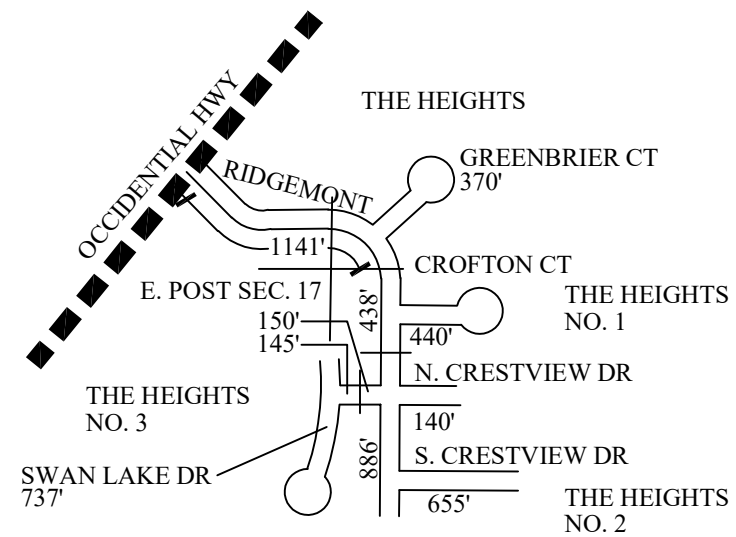 THE HEIGHTS
OCCIDENTIAL HWY
RIDGEMONT
GREENBRIER CT
370'
1141'
CROFTON CT
E. POST SEC. 17
THE HEIGHTS
NO. 1
150'
438'
145'
440'
N. CRESTVIEW DR
THE HEIGHTS
NO. 3
140'
886'
S. CRESTVIEW DR
SWAN LAKE DR
737'
655'
THE HEIGHTS
NO. 2